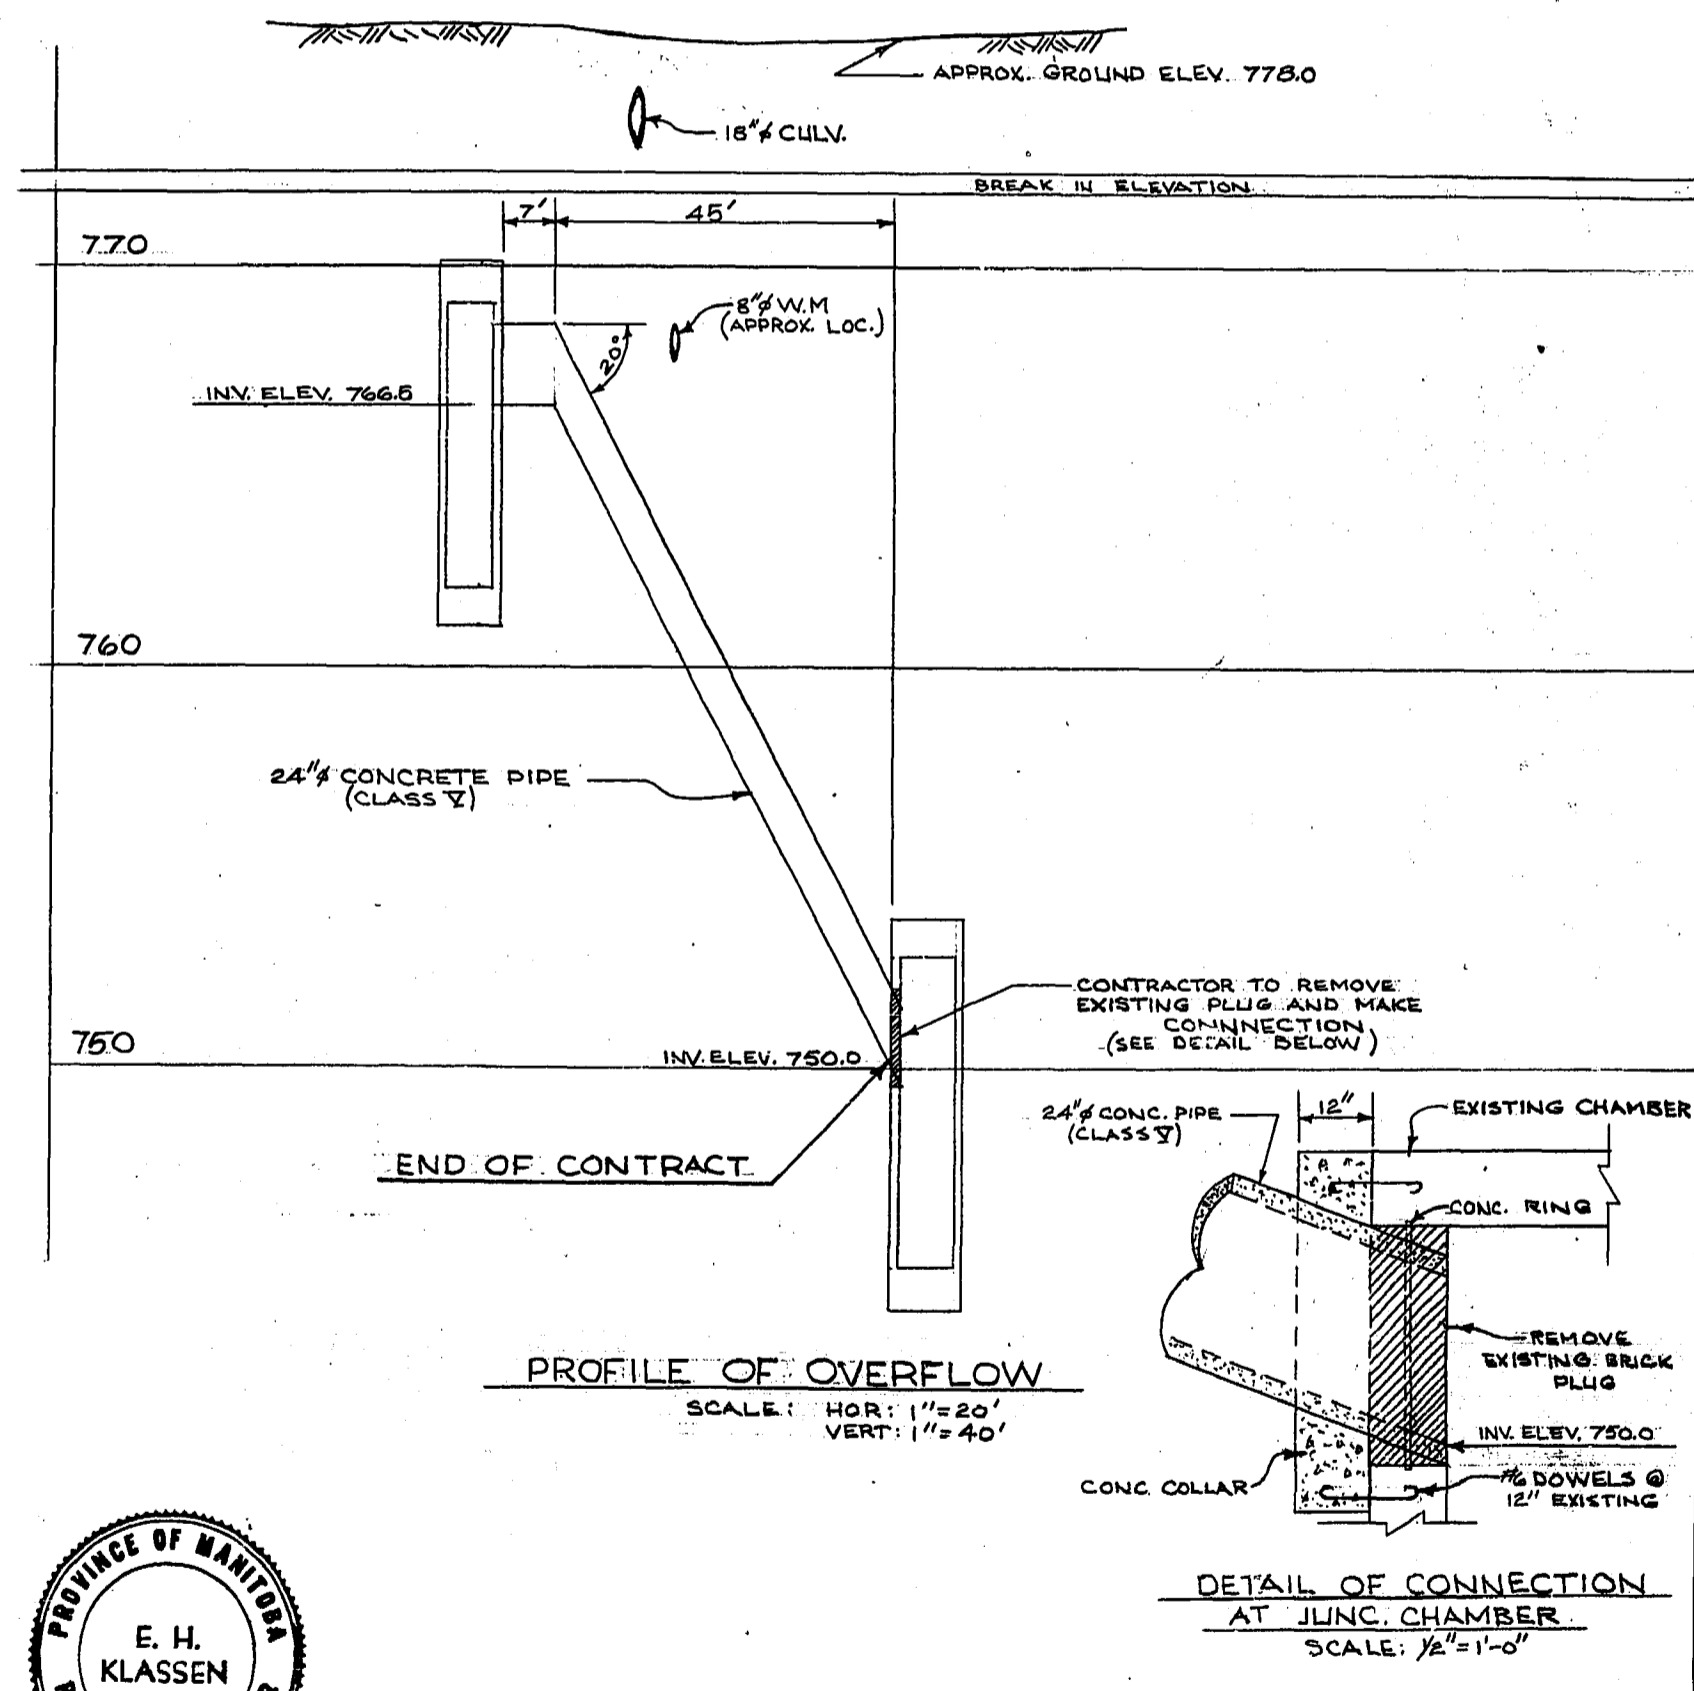 APPROX. GROUND ELEV. 778.0
18"ø CULV.
BREAK IN ELEVATION
7'
45'
770
8"ø W.M
(APPROX. LOC.)
20°
INV. ELEV. 766.5
760
24"ø CONCRETE PIPE
(CLASS V)
750
INV. ELEV. 750.0
CONTRACTOR TO REMOVE
EXISTING PLUG AND MAKE
CONNNECTION
(SEE DETAIL BELOW)
END OF CONTRACT
24"ø CONC. PIPE
(CLASS V)
12"
EXISTING CHAMBER
CONC. RING
REMOVE
EXISTING BRICK
PLUG
INV. ELEV. 750.0
CONC. COLLAR
#6 DOWELS @
12" EXISTING
PROFILE OF OVERFLOW
SCALE: HOR: 1"=20'
VERT: 1"=40'
DETAIL OF CONNECTION
AT JUNC. CHAMBER
SCALE: 1/2"=1'-0"
PROVINCE OF MANITOBA
E. H.
KLASSEN